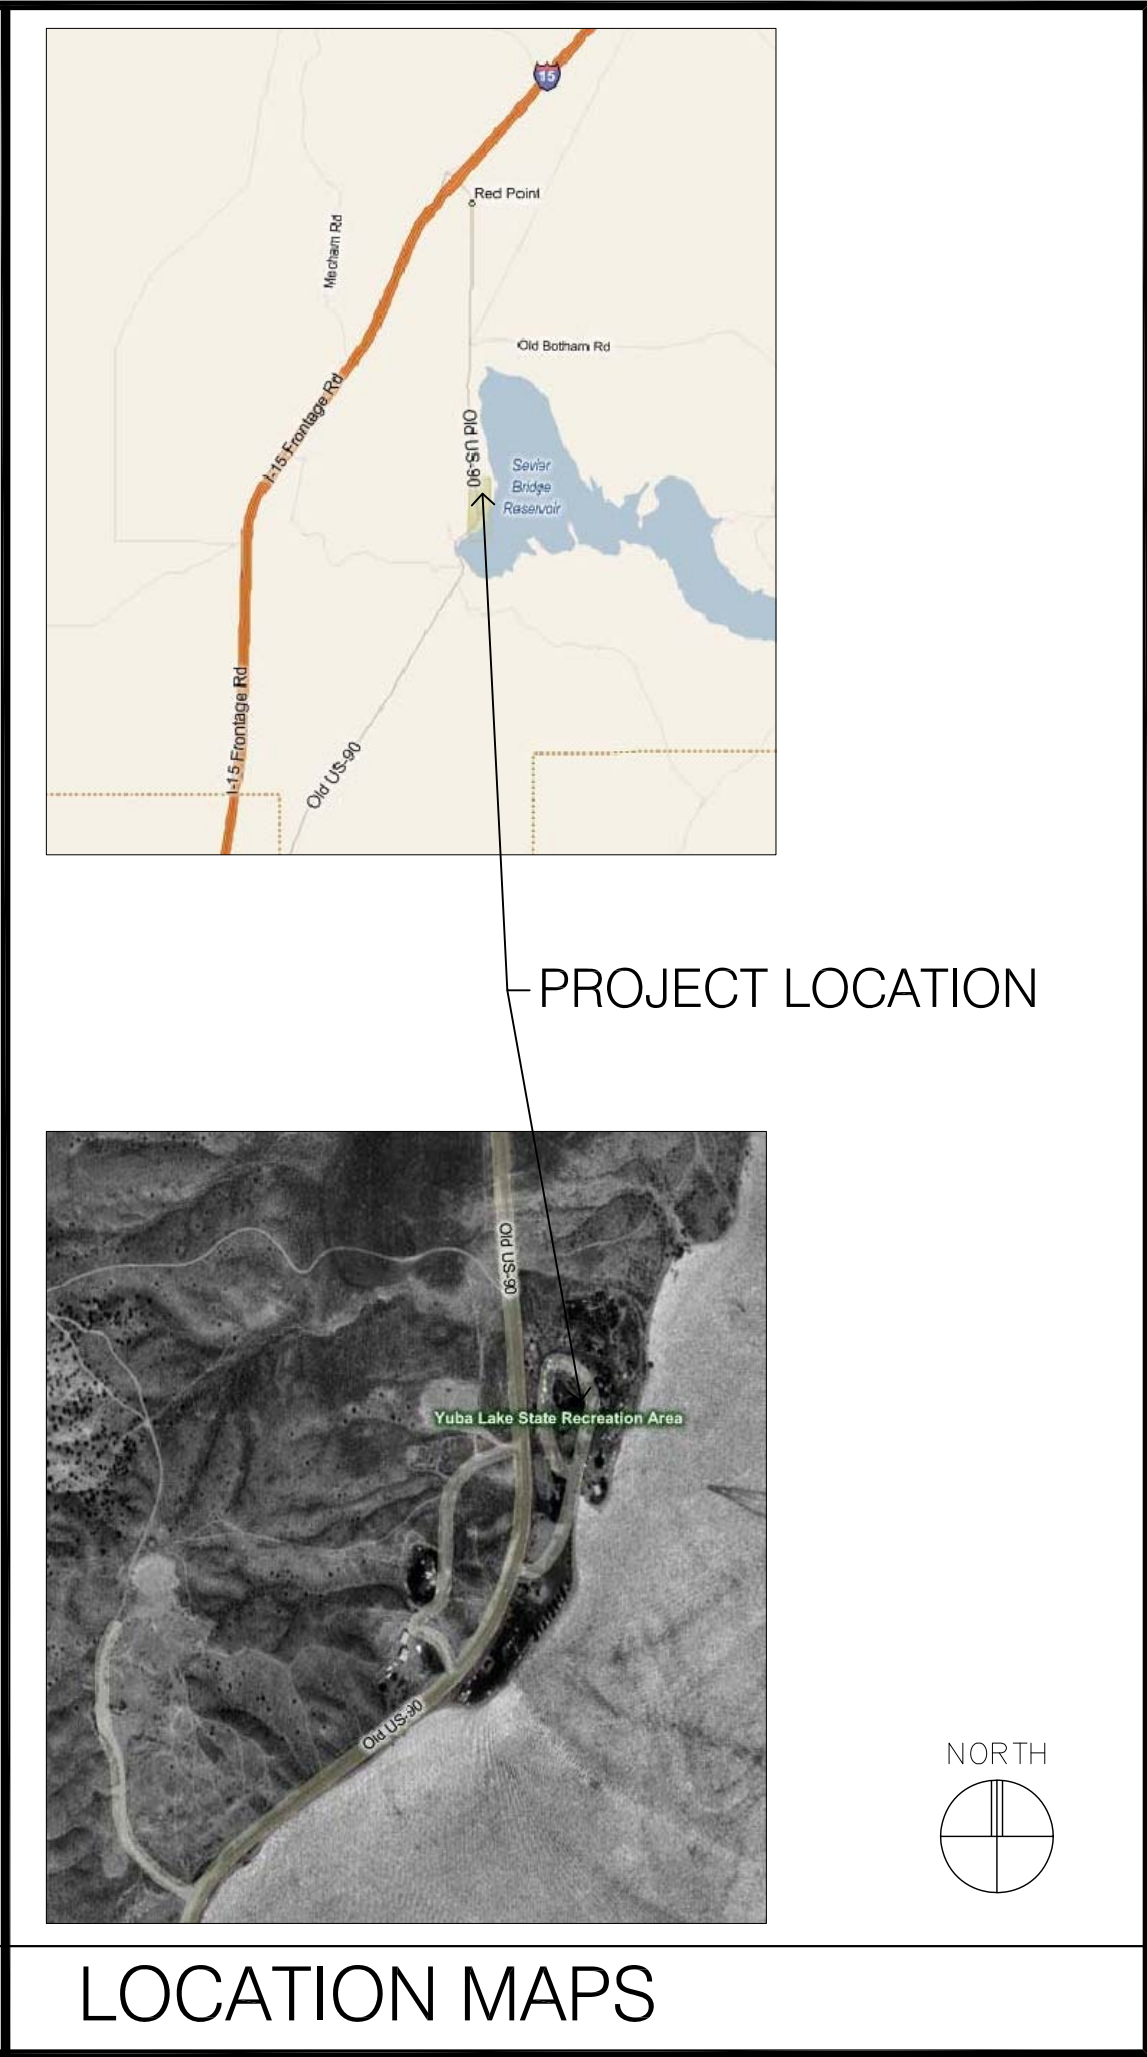 15
Red Point
Mecham Rd
Old Botham Rd
I-15 Frontage Rd
Old US-90
Sevier
Bridge
Reservoir
I-15 Frontage Rd
Old US-90
PROJECT LOCATION
Old US-90
Yuba Lake State Recreation Area
Old US-90
NORTH
LOCATION MAPS